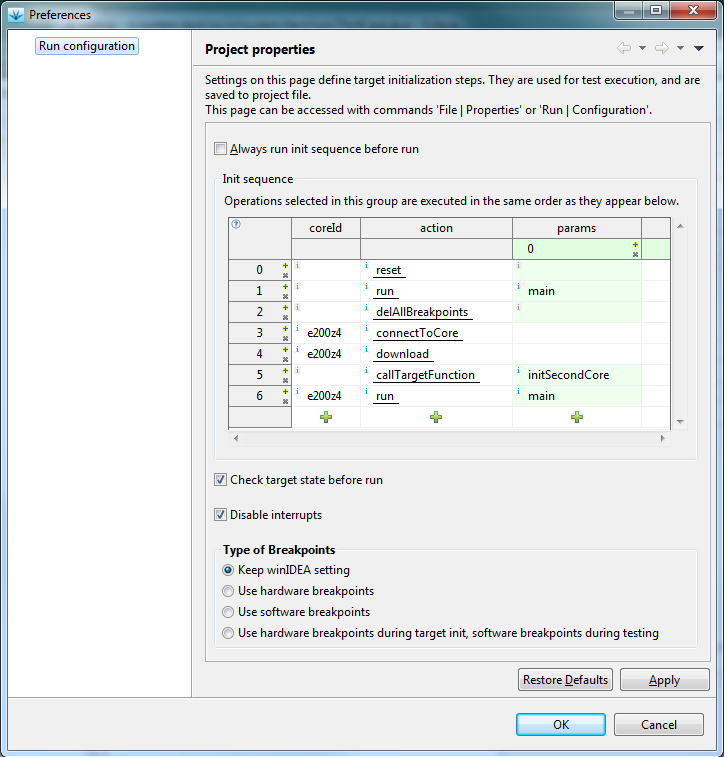 Preferences
Run configuration
Project properties
Settings on this page define target initialization steps. They are used for test execution, and are
saved to project file.
This page can be accessed with commands 'File | Properties' or 'Run | Configuration'.
Always run init sequence before run
Init sequence
Operations selected in this group are executed in the same order as they appear below.
coreId action params
0
0 reset
1 run main
2 delAllBreakpoints
3 e200z4 connectToCore
4 e200z4 download
5 callTargetFunction initSecondCore
6 e200z4 run main
Check target state before run
Disable interrupts
Type of Breakpoints
Keep winIDEA setting
Use hardware breakpoints
Use software breakpoints
Use hardware breakpoints during target init, software breakpoints during testing
Restore Defaults Apply
OK Cancel